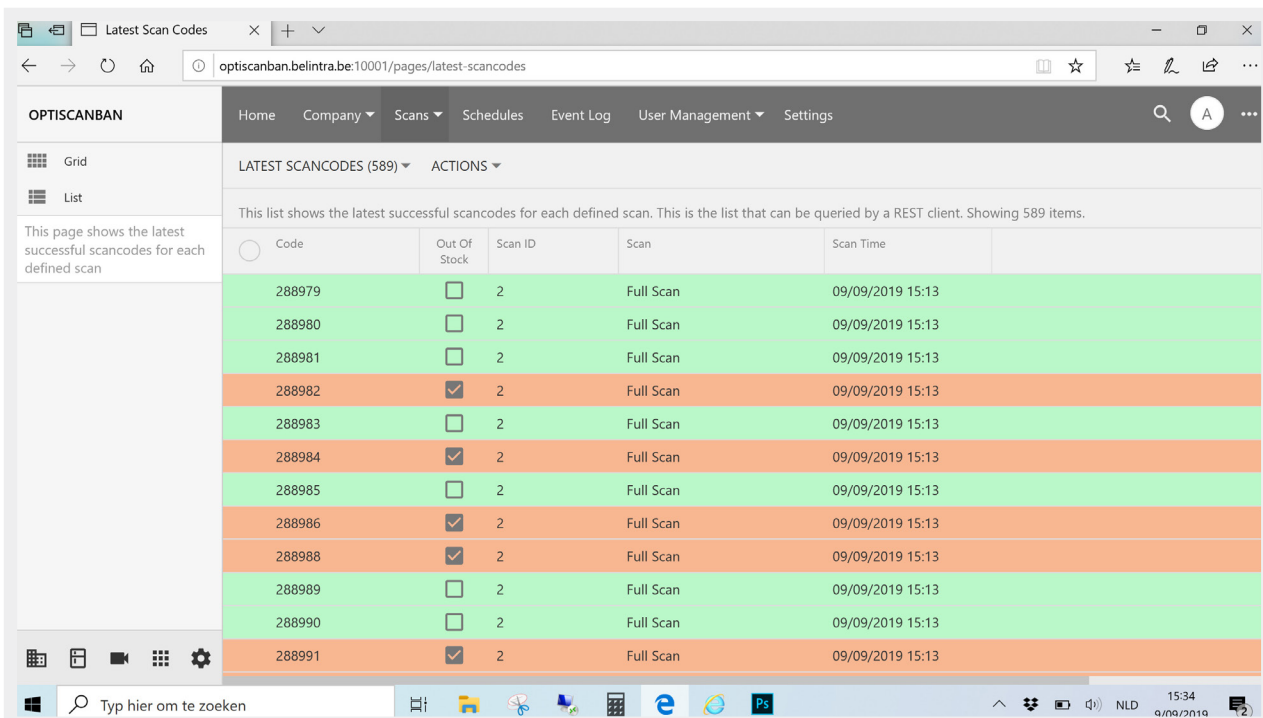 Latest Scan Codes
optiscanban.belintra.be:10001/pages/latest-scancodes
OPTISCANBAN
Home Company Scans Schedules Event Log User Management Settings
A
Grid
List
This page shows the latest
successful scancodes for each
defined scan
LATEST SCANCODES (589) ACTIONS
This list shows the latest successful scancodes for each defined scan. This is the list that can be queried by a REST client. Showing 589 items.
Code Out Of Stock Scan ID Scan Scan Time
288979 2 Full Scan 09/09/2019 15:13
288980 2 Full Scan 09/09/2019 15:13
288981 2 Full Scan 09/09/2019 15:13
288982 2 Full Scan 09/09/2019 15:13
288983 2 Full Scan 09/09/2019 15:13
288984 2 Full Scan 09/09/2019 15:13
288985 2 Full Scan 09/09/2019 15:13
288986 2 Full Scan 09/09/2019 15:13
288988 2 Full Scan 09/09/2019 15:13
288989 2 Full Scan 09/09/2019 15:13
288990 2 Full Scan 09/09/2019 15:13
288991 2 Full Scan 09/09/2019 15:13
Typ hier om te zoeken
Ps
NLD
15:34
9/09/2019
2